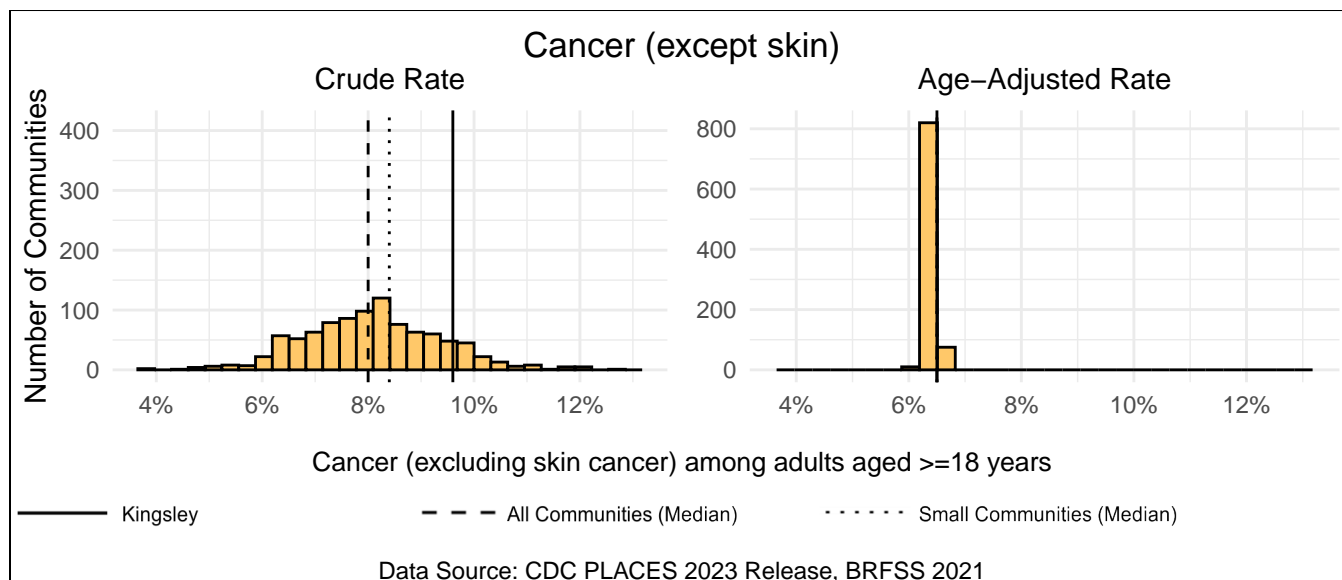 Cancer (except skin)
Crude Rate
Age−Adjusted Rate
Number of Communities
400
300
200
100
0
4%
6%
8%
10%
12%
800
600
400
200
0
4%
6%
8%
10%
12%
Cancer (excluding skin cancer) among adults aged >=18 years
Kingsley
All Communities (Median)
Small Communities (Median)
Data Source: CDC PLACES 2023 Release, BRFSS 2021